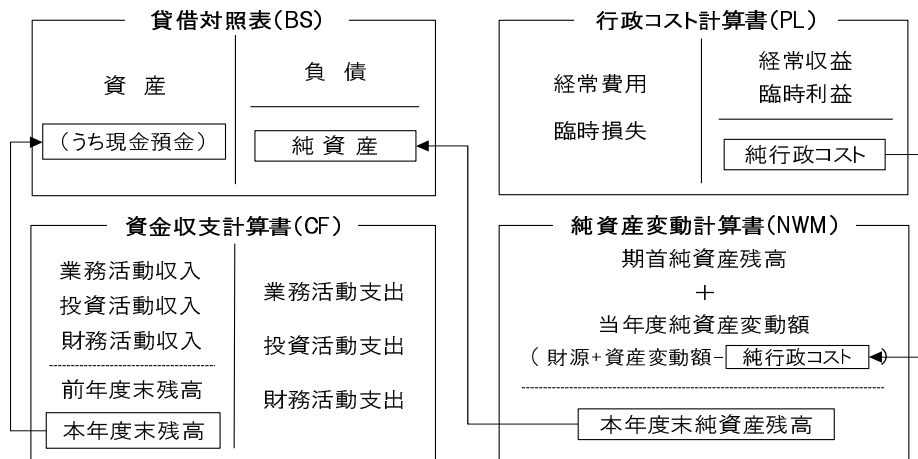 貸借対照表(BS)
資産
(うち現金預金)
負債
純資産
行政コスト計算書(PL)
経常費用
臨時損失
経常収益
臨時利益
純行政コスト
資金収支計算書(CF)
業務活動収入
投資活動収入
財務活動収入
前年度末残高
本年度末残高
業務活動支出
投資活動支出
財務活動支出
純資産変動計算書(NWM)
期首純資産残高
+
当年度純資産変動額
(財源+資産変動額-純行政コスト)
本年度末純資産残高